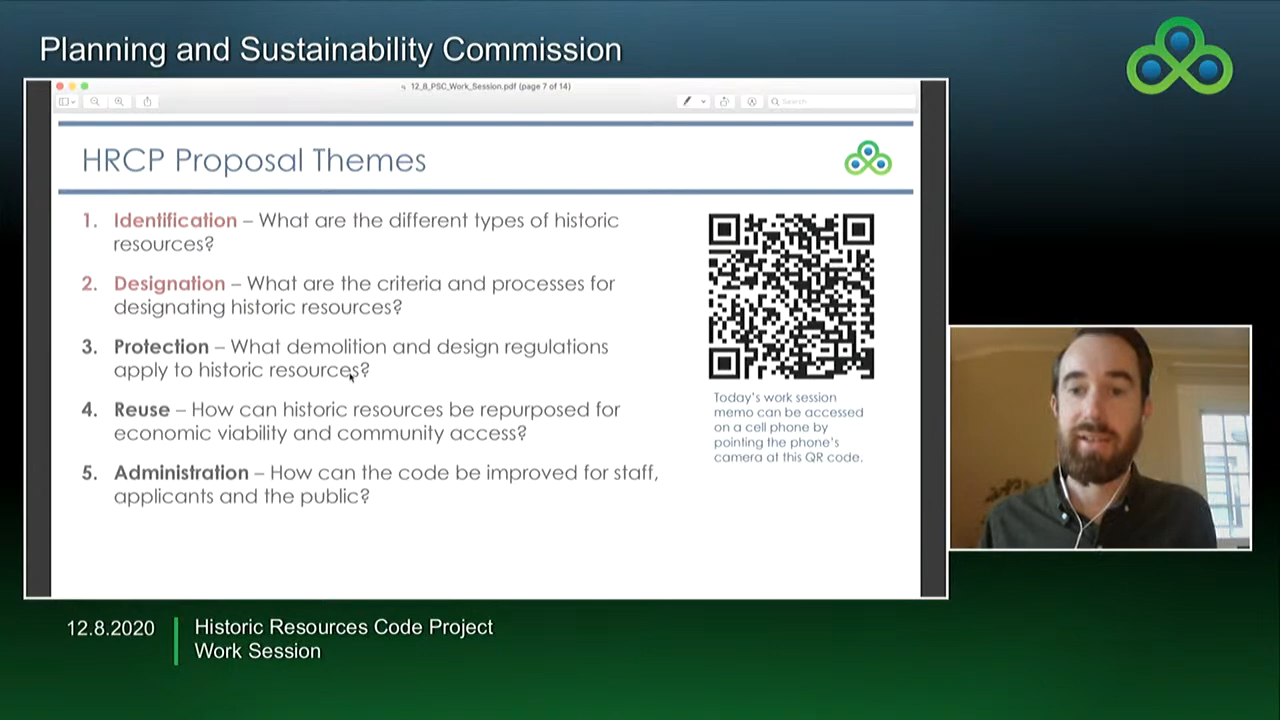 Planning and Sustainability Commission
12_8_PSC_Work_Session.pdf (page 7 of 14)
Search
HRCP Proposal Themes
1. Identification – What are the different types of historic
resources?
2. Designation – What are the criteria and processes for
designating historic resources?
3. Protection – What demolition and design regulations
apply to historic resources?
4. Reuse – How can historic resources be repurposed for
economic viability and community access?
5. Administration – How can the code be improved for staff,
applicants and the public?
Today's work session
memo can be accessed
on a cell phone by
pointing the phone's
camera at this QR code.
12.8.2020
Historic Resources Code Project
Work Session